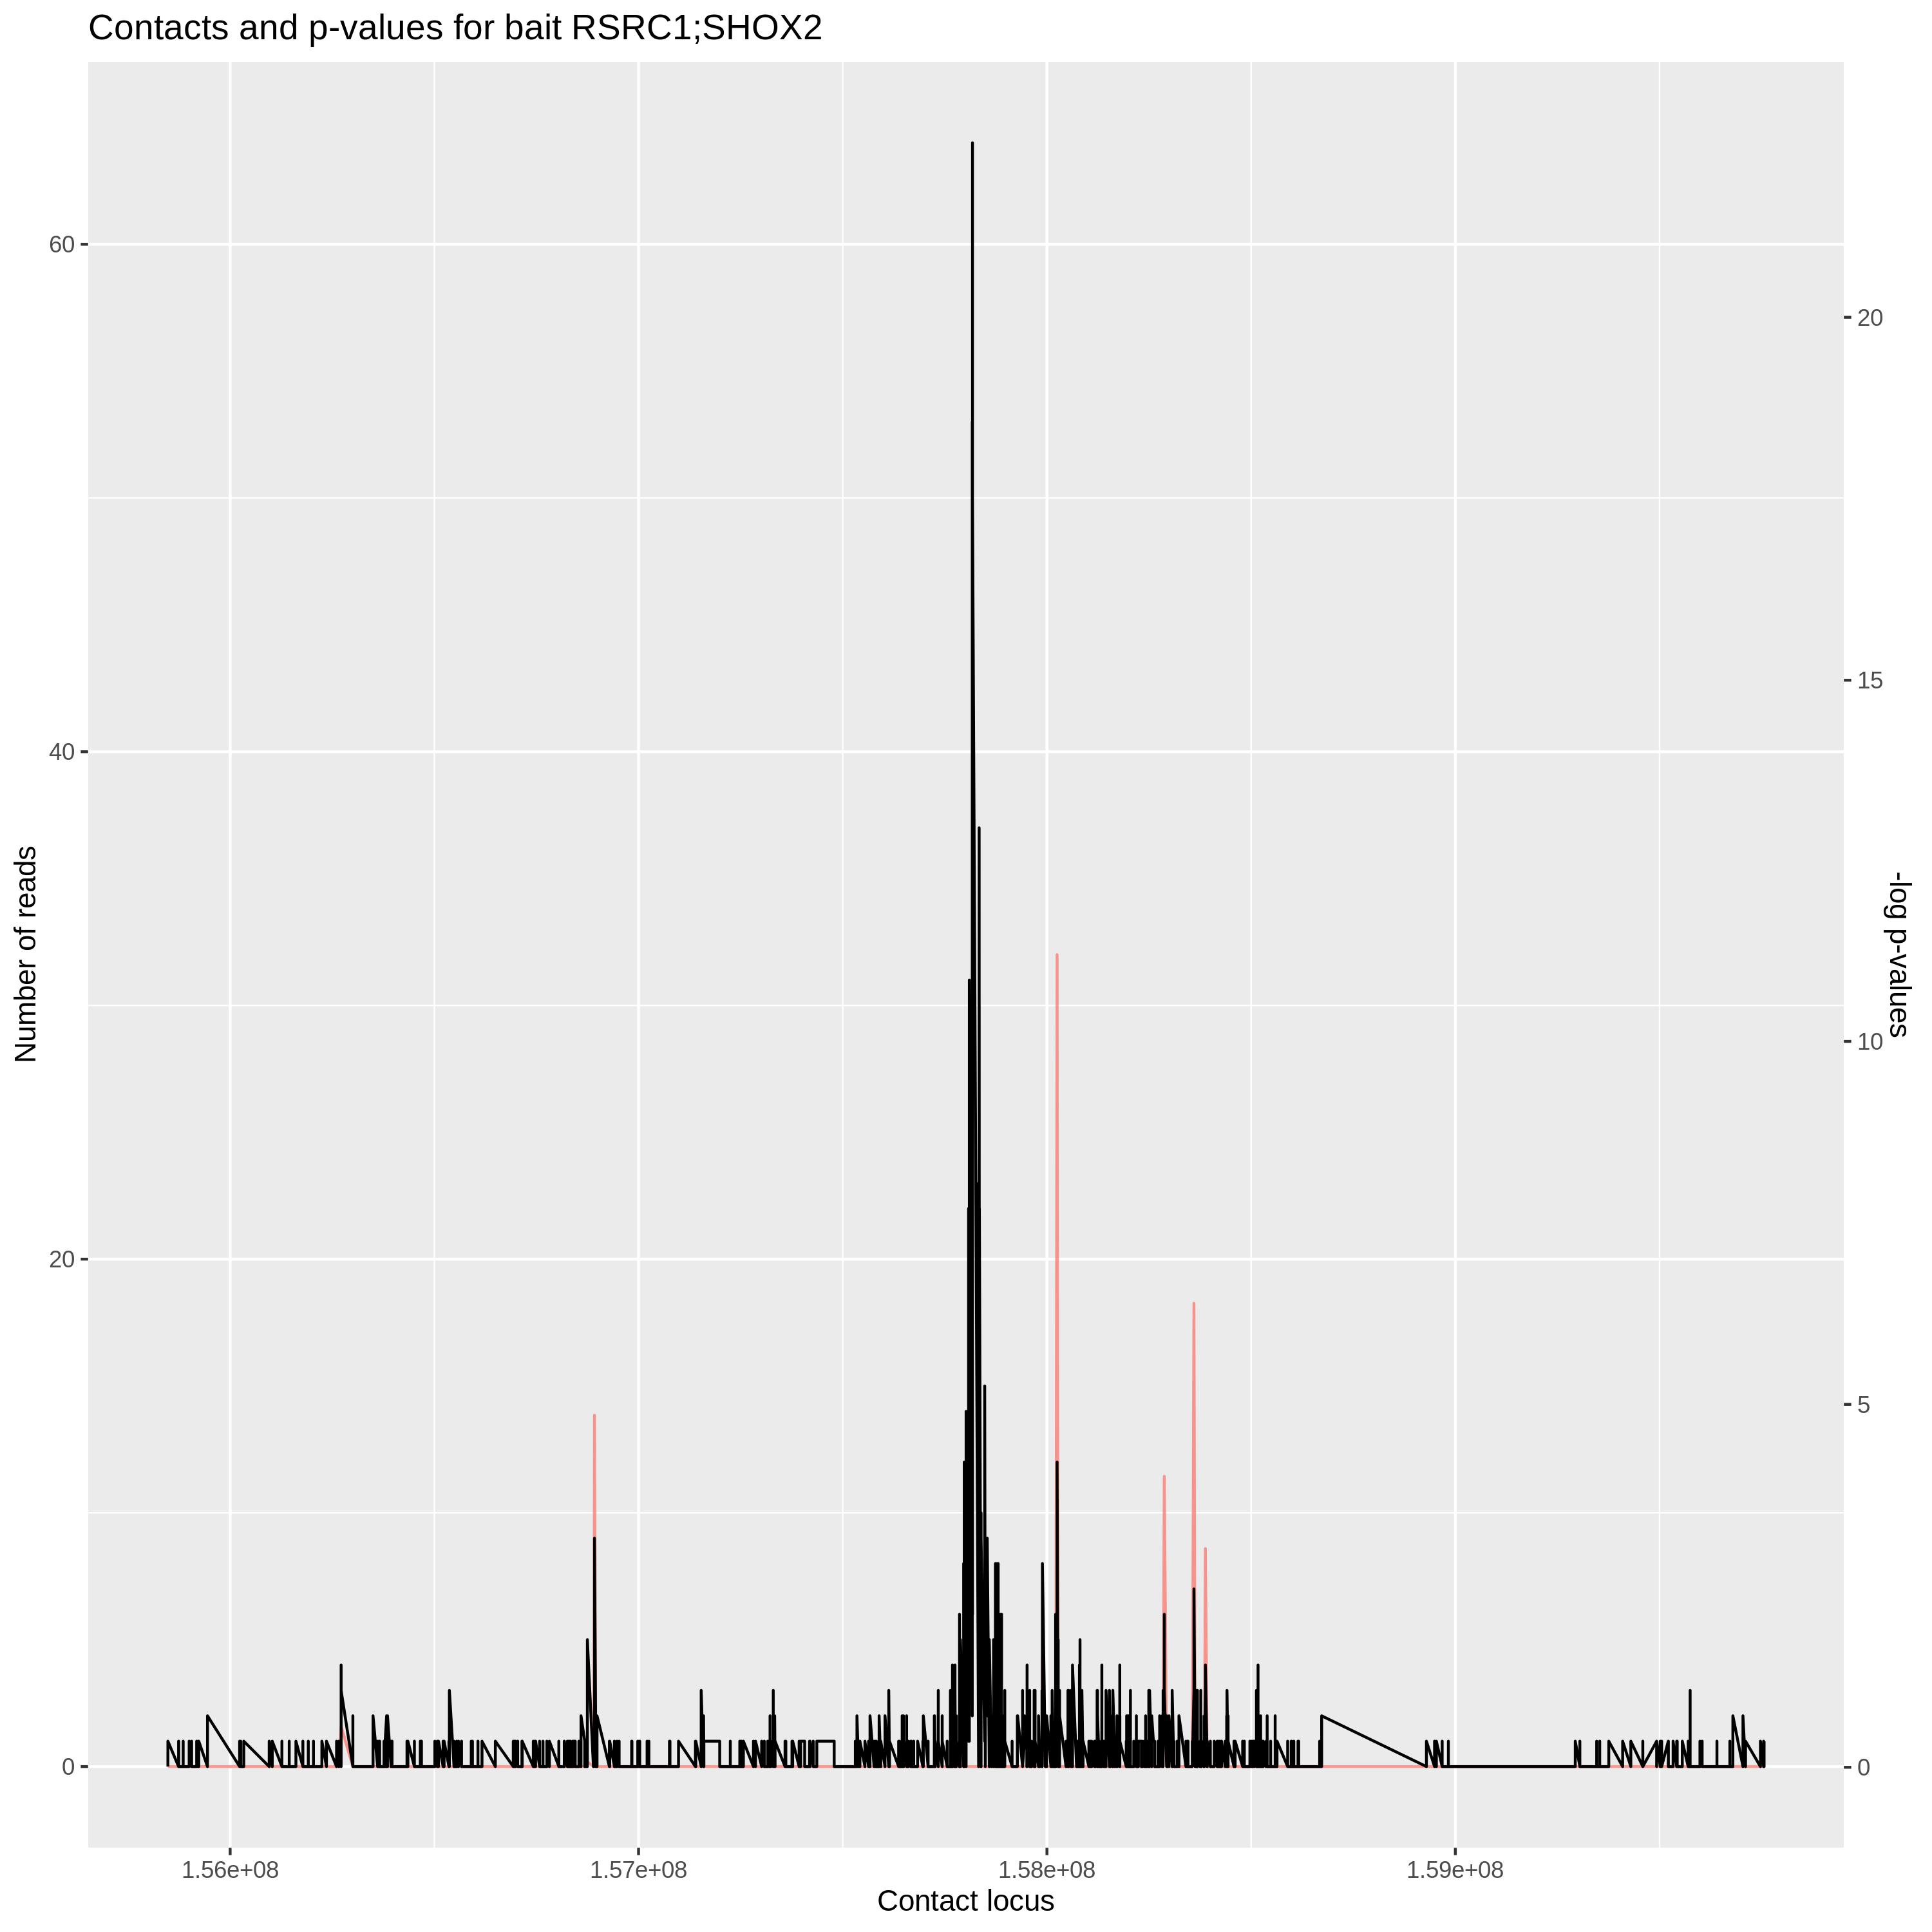 Contacts and p-values for bait RSRC1;SHOX2
60
40
20
0
Number of reads
20
15
10
5
0
-log p-values
1.56e+08
1.57e+08
1.58e+08
1.59e+08
Contact locus